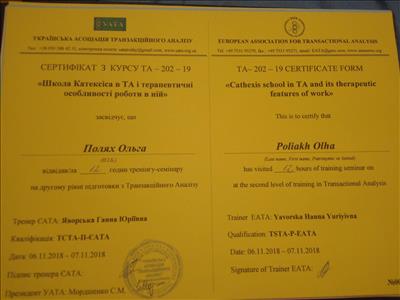 УКРАЇНСЬКА АСОЦІАЦІЯ ТРАНЗАКЦІЙНОГО АНАЛІЗУ
УАТА
СЕРТИФІКАТ З КУРСУ ТА – 202 – 19
«Школа Катексіса в ТА і терапевтичні
особливості роботи в ній»
засвідчує, що
Полях Ольга
(П.І.Б.)
відвідав/ла 12 годин тренінгу-семінару
на другому рівні підготовки з Транзакційного Аналізу
Тренер ЄАТА: Яворська Ганна Юріївна
Кваліфікація: ТСТА-П-ЄАТА
Дата: 06.11.2018 – 07.11.2018
Підпис тренера ЄАТА:
Президент УАТА: Мордшенко С.М.
EUROPEAN ASSOCIATION FOR TRANSACTIONAL ANALYSIS
TA– 202 –19 CERTIFICATE FORM
«Cathexis school in TA and its therapeutic
features of work»
This is to certify that
Poliakh Olha
(Last name, First name, Patronymic or Initial)
has visited 12 hours of training seminar on
at the second level of training in Transactional Analysis
Trainer EATA: Yavorska Hanna Yuriyivna
Qualification: TSTA-P-EATA
Date: 06.11.2018 – 07.11.2018
Signature of Trainer EATA: